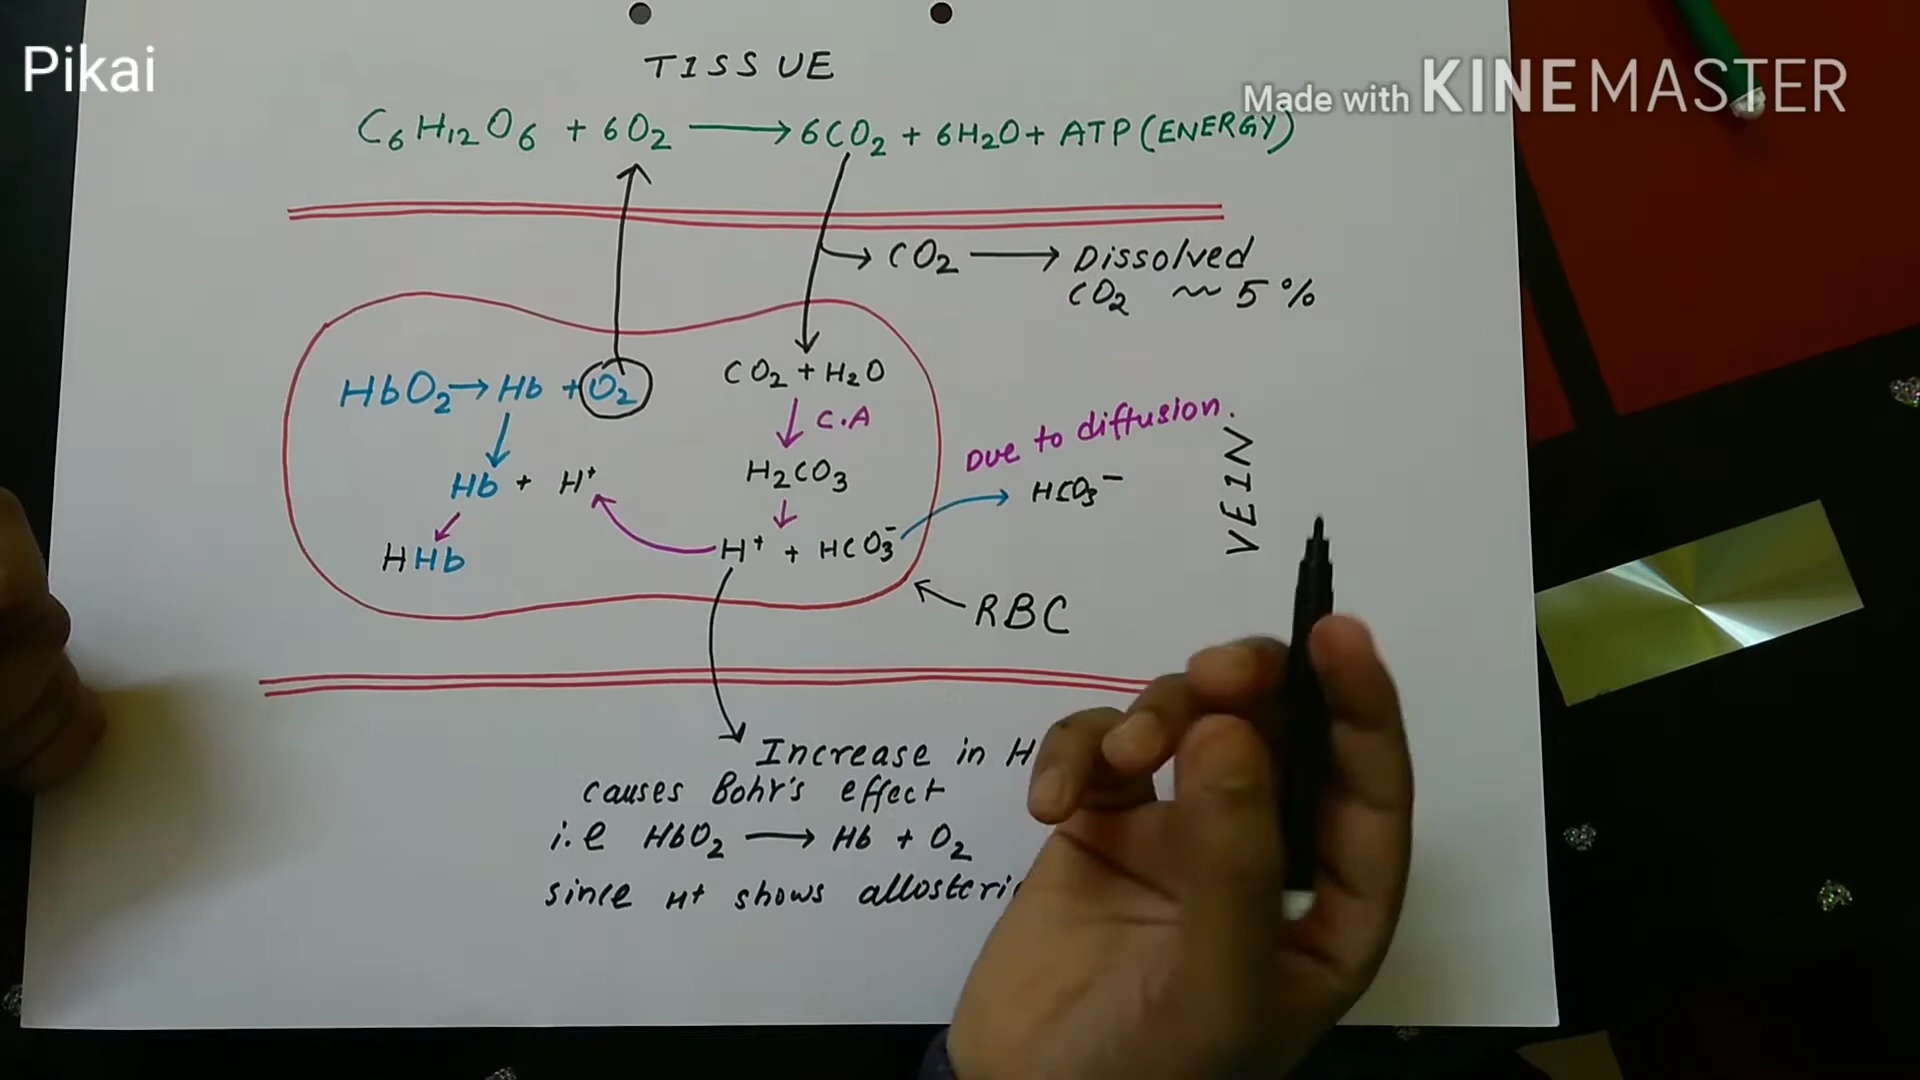 Pikai
Made with KINEMASTER
TISSUE
C6H12O6 + 6O2 → 6CO2 + 6H2O + ATP (ENERGY)
CO2 → Dissolved
CO2 ~ 5%
HbO2 → Hb + O2
CO2 + H2O
C.A
Due to diffusion.
Hb + H+
H2CO3
HCO3-
VEIN
HHb
H+ + HCO3-
RBC
Increase in H
causes Bohr's effect
i.e HbO2 → Hb + O2
since H+ shows